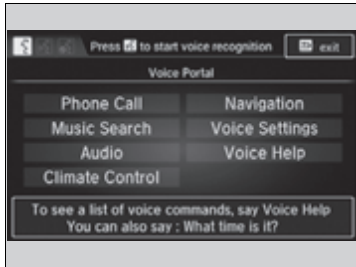 Press to start voice recognition
exit
Voice Portal
Phone Call
Navigation
Music Search
Voice Settings
Audio
Voice Help
Climate Control
To see a list of voice commands, say Voice Help
You can also say : What time is it?